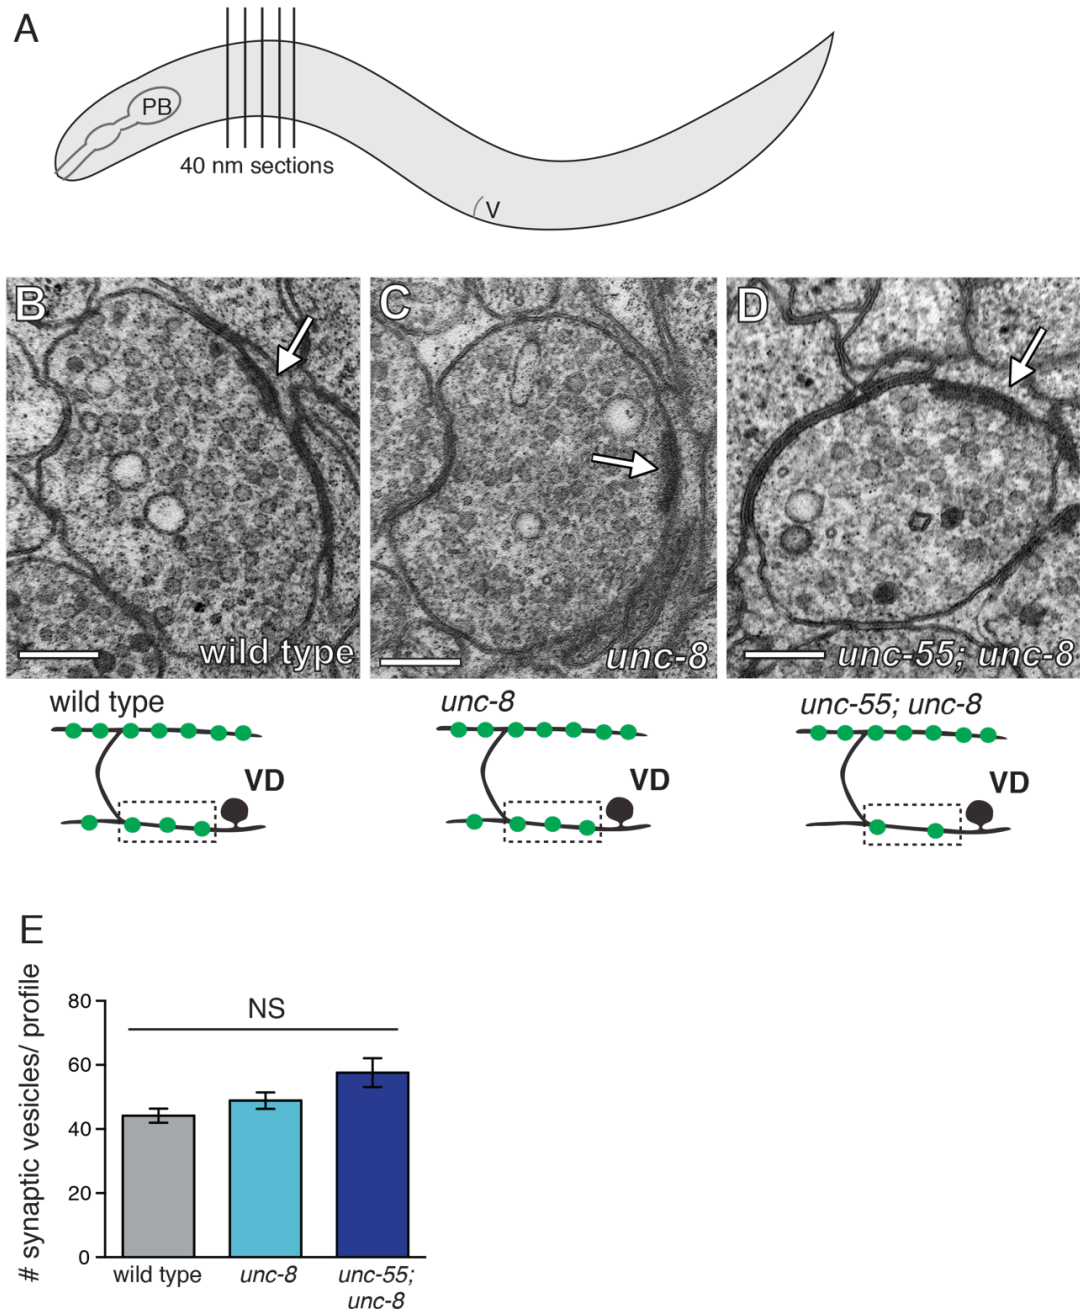 A
PB
40 nm sections
V
B
wild type
C
unc-8
D
unc-55; unc-8
wild type
unc-8
unc-55; unc-8
VD
VD
VD
E
# synaptic vesicles/ profile
80
60
40
20
0
NS
wild type
unc-8
unc-55;
unc-8